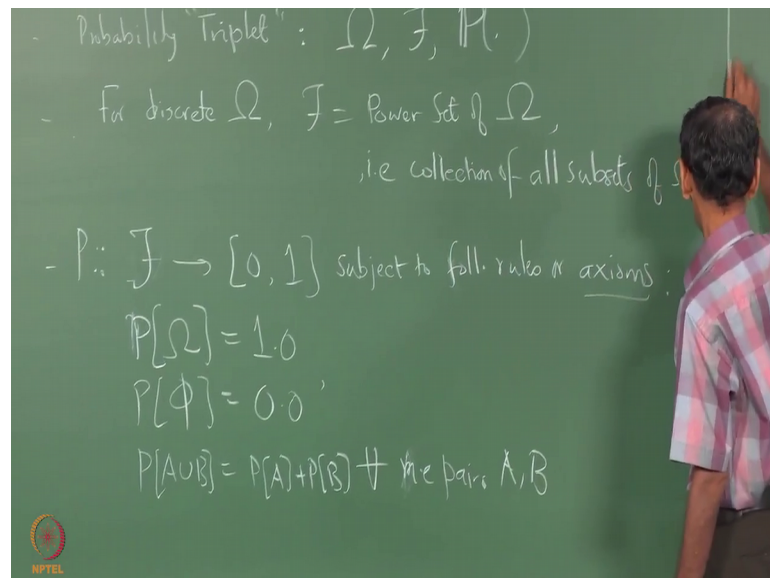 - Probability "Triplet" : Ω, F, P(·)
- For discrete Ω, F = Power Set of Ω,
, i.e collection of all subsets of
- P:: F → [0, 1] subject to foll. rules or axioms :
P[Ω] = 1.0
P[Φ] = 0.0 ,
P[A∪B] = P[A]+P[B] ∀ m.e pairs A, B
NPTEL